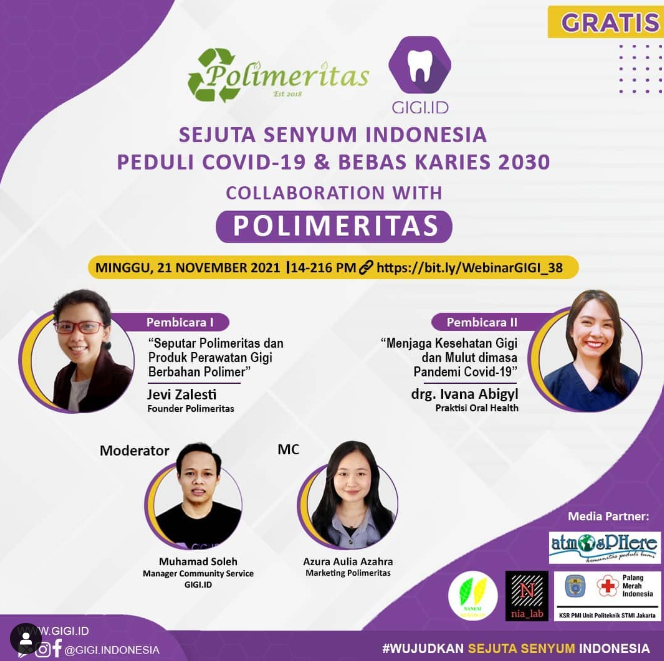 GRATIS
Polimeritas
Est 2018
GIGI.ID
SEJUTA SENYUM INDONESIA
PEDULI COVID-19 & BEBAS KARIES 2030
COLLABORATION WITH
POLIMERITAS
MINGGU, 21 NOVEMBER 2021 |14-216 PM https://bit.ly/WebinarGIGI_38
Pembicara I
“Seputar Polimeritas dan
Produk Perawatan Gigi
Berbahan Polimer”
Jevi Zalesti
Founder Polimeritas
Pembicara II
“Menjaga Kesehatan Gigi
dan Mulut dimasa
Pandemi Covid-19”
drg. Ivana Abigyl
Praktisi Oral Health
Moderator
Muhamad Soleh
Manager Community Service
GIGI.ID
MC
Azura Aulia Azahra
Marketing Polimeritas
Media Partner:
atmosPHere
humanitas peduli bumi
N
nia_lab
Palang
Merah
Indonesia
KSR PMI Unit Politeknik STMI Jakarta
WWW.GIGI.ID
@GIGI.INDONESIA
#WUJUDKAN SEJUTA SENYUM INDONESIA